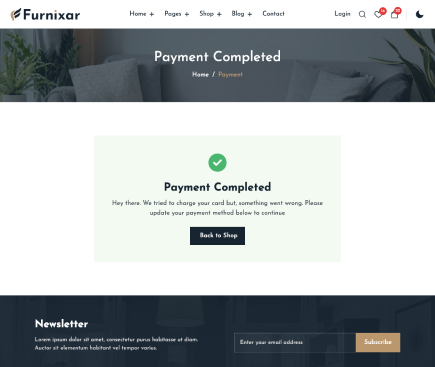 Furnixar
Home + Pages + Shop + Blog + Contact
Login
Payment Completed
Home / Payment
Payment Completed
Hey there. We tried to charge your card but, something went wrong. Please
update your payment method below to continue
Back to Shop
Newsletter
Lorem ipsum dolor sit amet, consectetur purus habitasse ut diam.
Auctor sit elementum habitant vel tempor varius.
Enter your email address
Subscribe